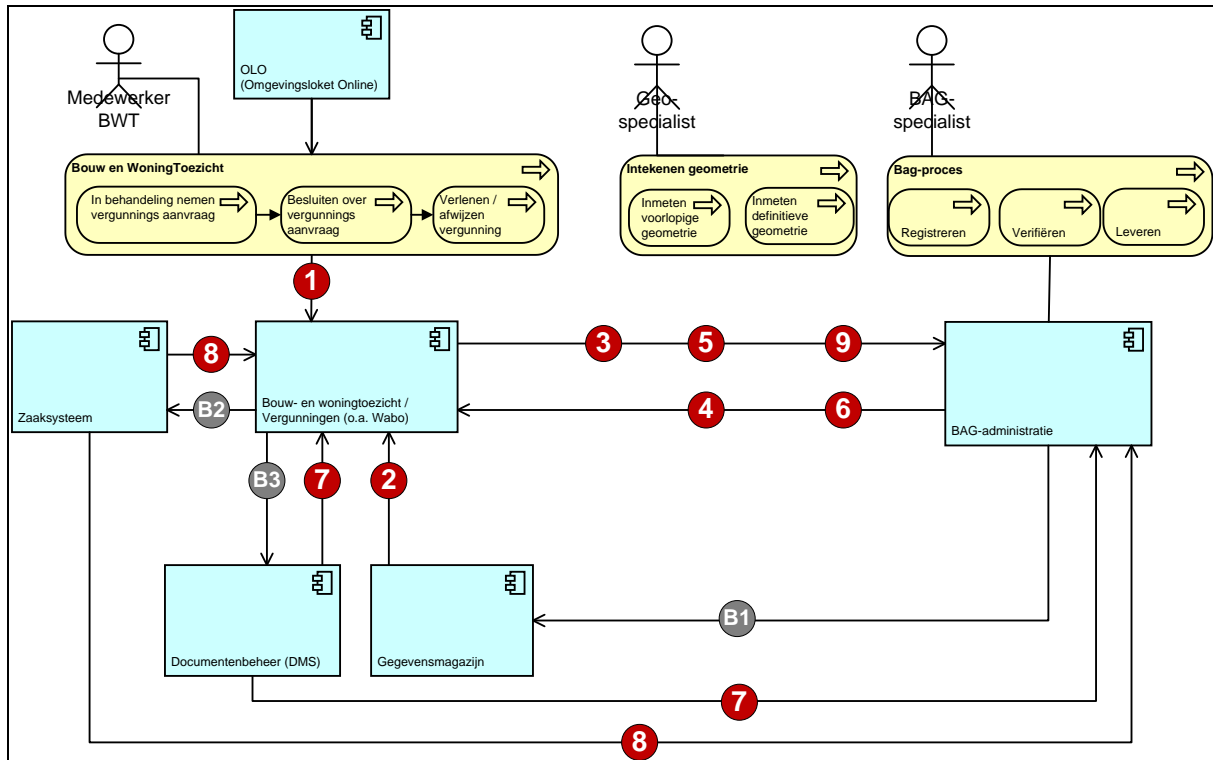 OLO
(Omgevingsloket Online)
Medewerker
BWT
Geo-
specialist
BAG-
specialist
Bouw en WoningToezicht
In behandeling nemen
vergunnings aanvraag
Besluiten over
vergunnings
aanvraag
Verlenen /
afwijzen
vergunning
Intekenen geometrie
Inmeten
voorlopige
geometrie
Inmeten
definitieve
geometrie
Bag-proces
Registreren
Verifiëren
Leveren
1
Zaaksysteem
8
B2
Bouw- en woningtoezicht /
Vergunningen (o.a. Wabo)
3
5
9
4
6
BAG-administratie
B3
7
2
Documentenbeheer (DMS)
Gegevensmagazijn
B1
7
8